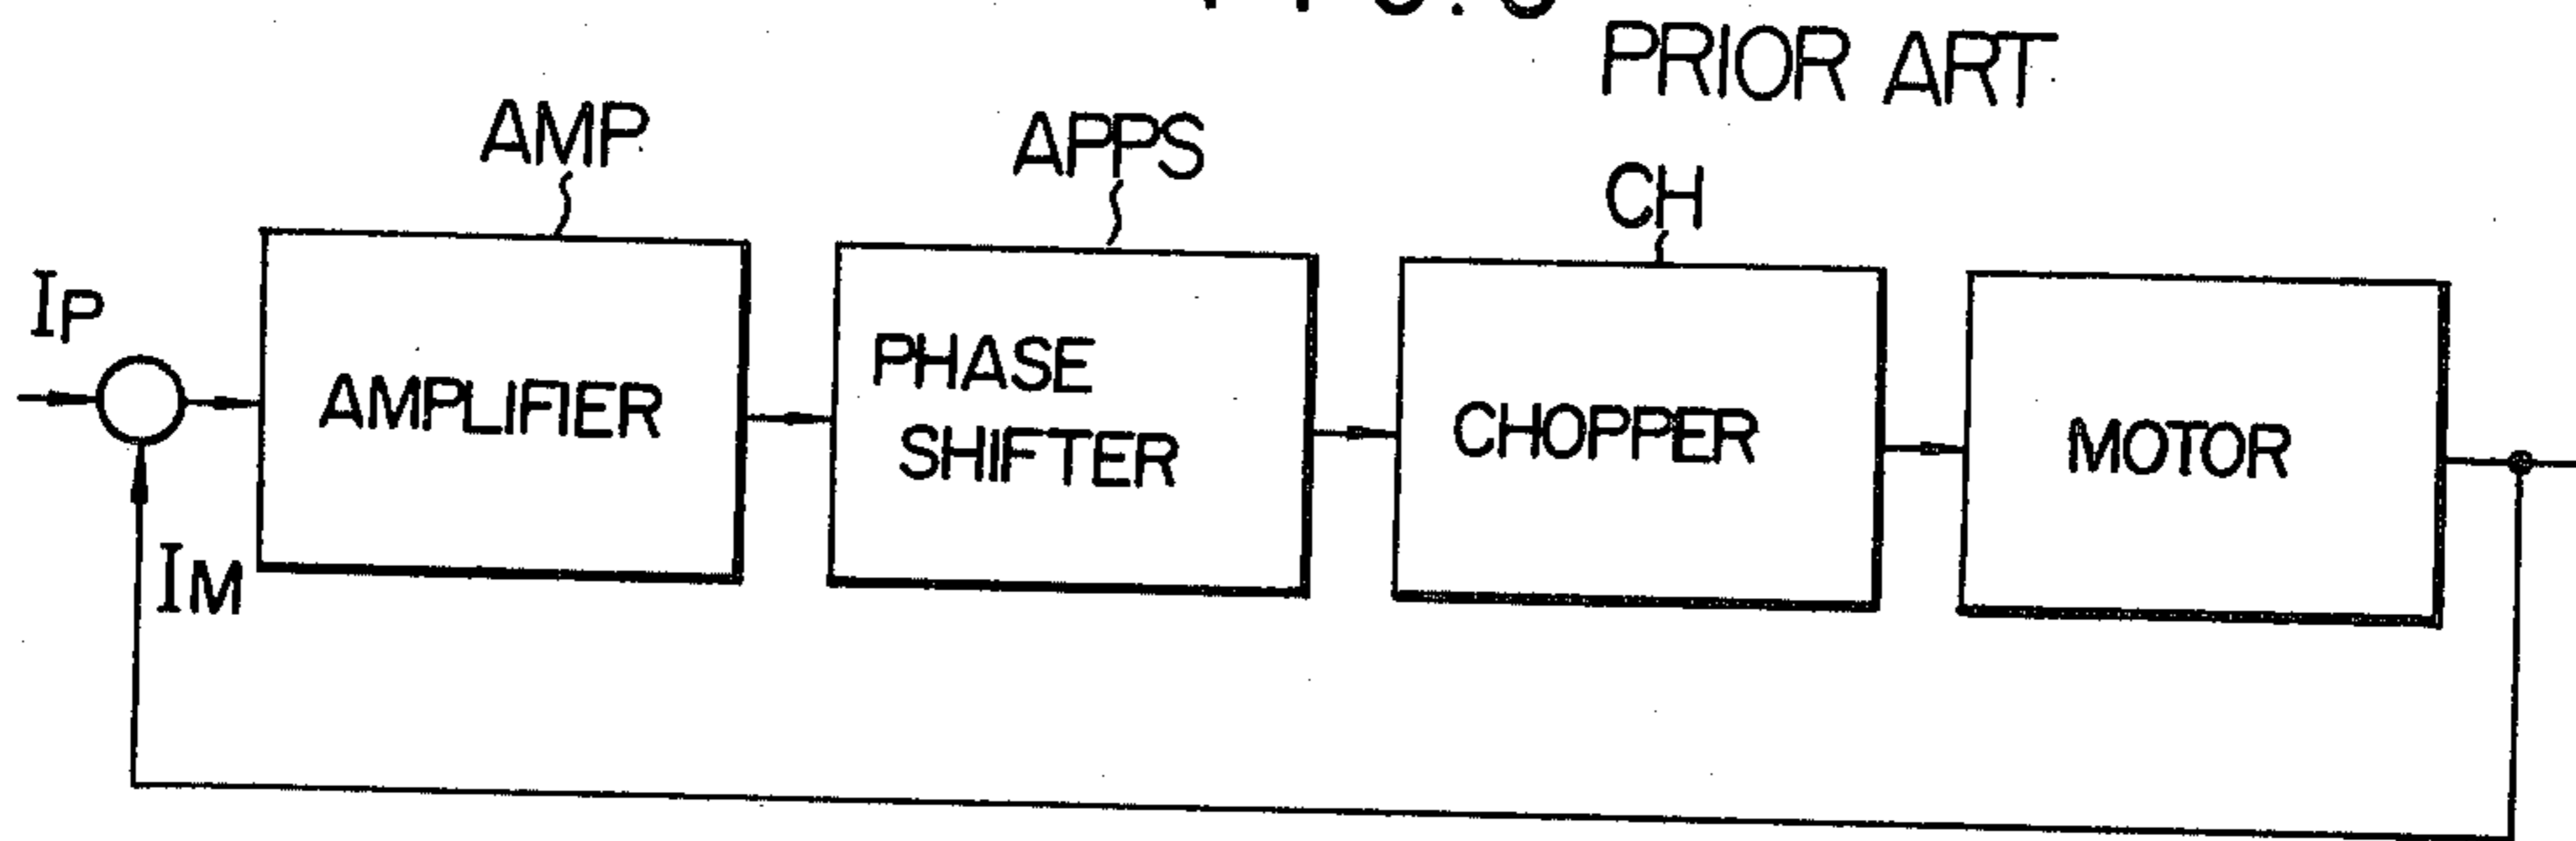 PRIOR ART
AMP
APPS
CH
IP
AMPLIFIER
PHASE
SHIFTER
CHOPPER
MOTOR
IM